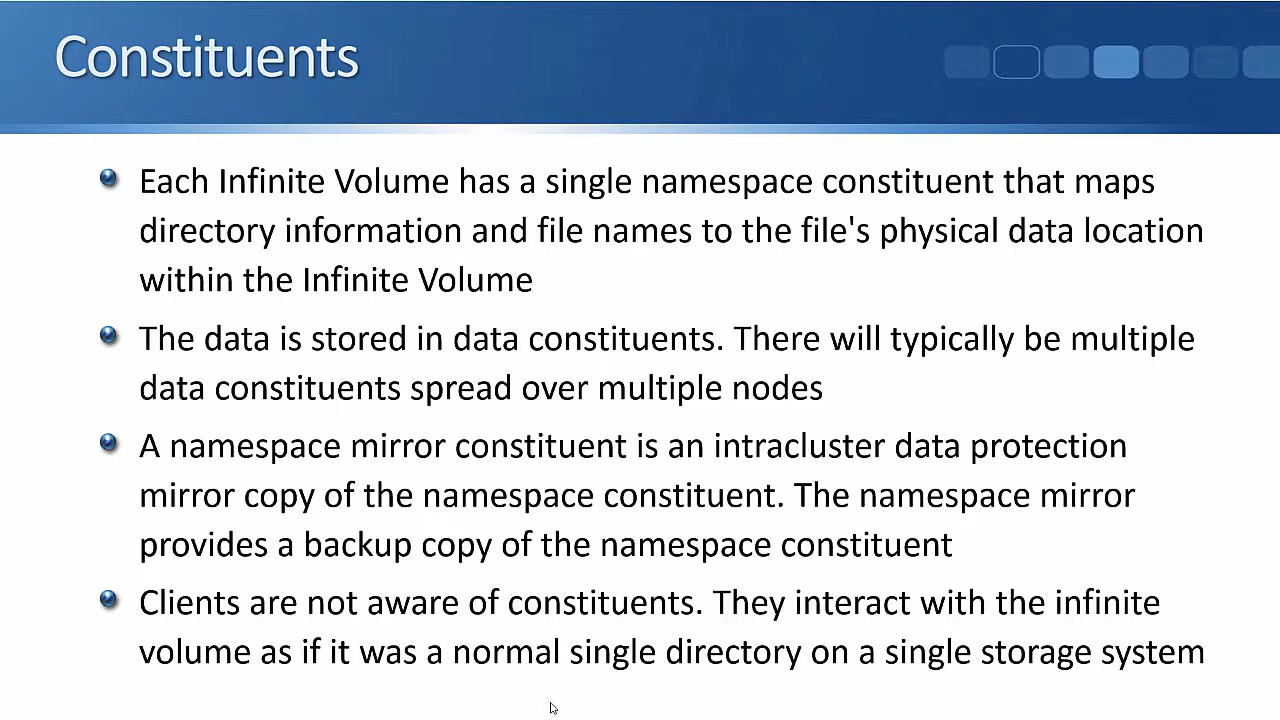 Constituents
Each Infinite Volume has a single namespace constituent that maps
directory information and file names to the file's physical data location
within the Infinite Volume
The data is stored in data constituents. There will typically be multiple
data constituents spread over multiple nodes
A namespace mirror constituent is an intracluster data protection
mirror copy of the namespace constituent. The namespace mirror
provides a backup copy of the namespace constituent
Clients are not aware of constituents. They interact with the infinite
volume as if it was a normal single directory on a single storage system